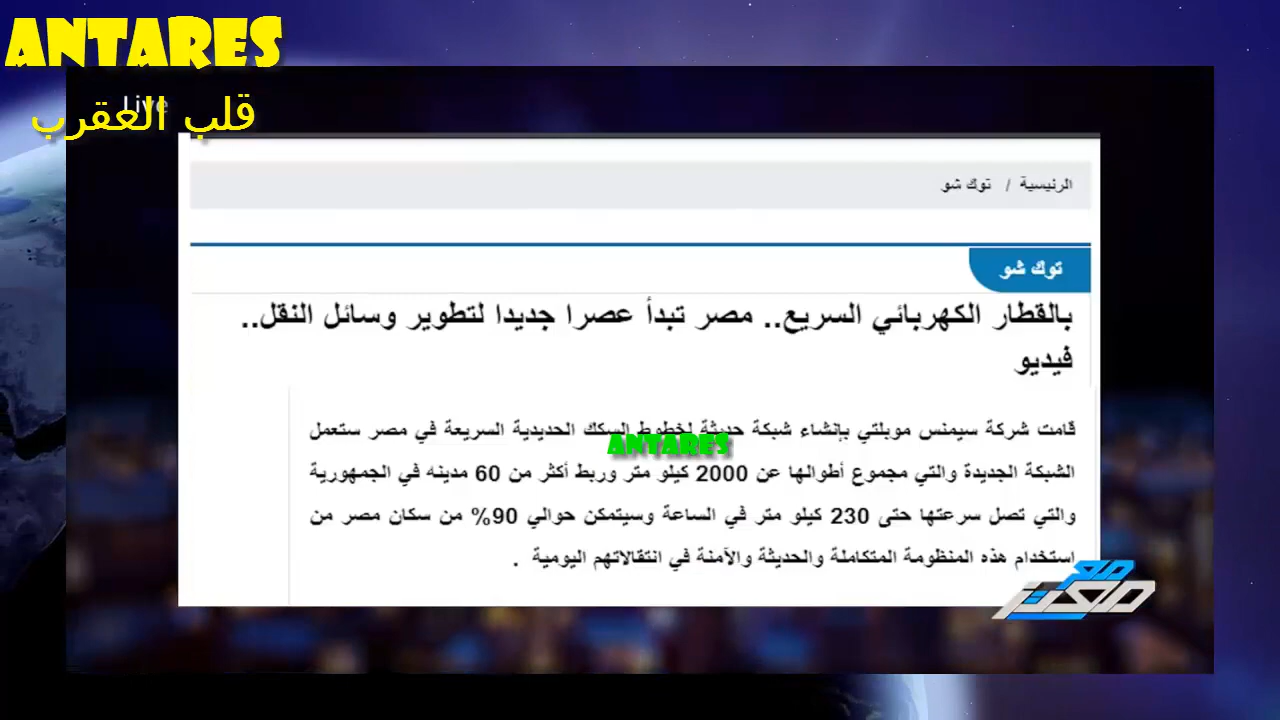 ANTARES
Live
قلب العقرب
الرئيسية / توك شو
توك شو
بالقطار الكهربائي السريع.. مصر تبدأ عصرا جديدا لتطوير وسائل النقل..
فيديو
قامت شركة سيمنس موبلتي بإنشاء شبكة حديثة لخطوط السكك الحديدية السريعة في مصر ستعمل
ANTARES
الشبكة الجديدة والتي مجموع أطوالها عن 2000 كيلو متر وربط أكثر من 60 مدينه في الجمهورية
والتي تصل سرعتها حتى 230 كيلو متر في الساعة وسيتمكن حوالي 90% من سكان مصر من
استخدام هذه المنظومة المتكاملة والحديثة والآمنة في انتقالاتهم اليومية .
مع